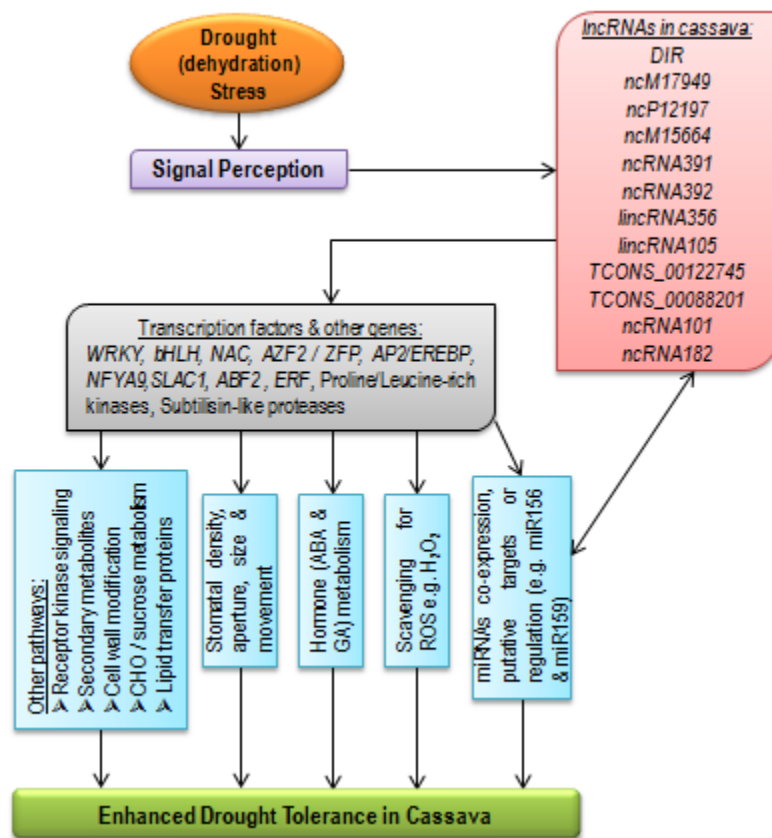 Drought
(dehydration)
Stress
Signal Perception
lncRNAs in cassava:
DIR
ncM17949
ncP12197
ncM15664
ncRNA391
ncRNA392
lincRNA356
lincRNA105
TCONS_00122745
TCONS_00088201
ncRNA101
ncRNA182
Transcription factors & other genes:
WRKY, bHLH, NAC, AZF2 / ZFP, AP2/EREBP,
NFYA9,SLAC1, ABF2 , ERF, Proline/Leucine-rich
kinases, Subtilisin-like proteases
Other pathways:
➢ Receptor kinase signaling
➢ Secondary metabolites
➢ Cell wall modification
➢ CHO / sucrose metabolism
➢ Lipid transfer proteins
Stomatal density,
aperture, size &
movement
Hormone (ABA &
GA) metabolism
Scavenging for
ROS e.g. H₂O₂
miRNAs co-expression,
putative targets or
regulation (e.g. miR156
& miR159)
Enhanced Drought Tolerance in Cassava